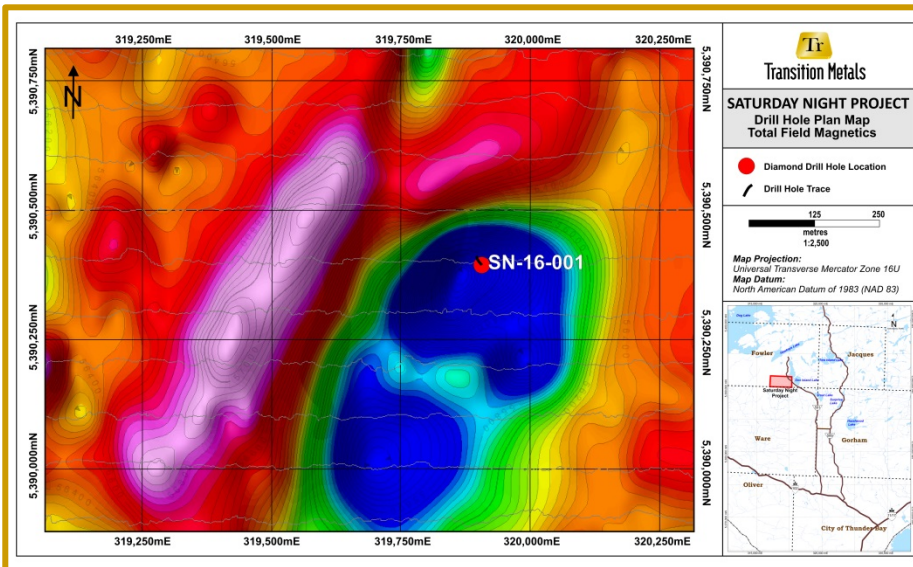 319,250mE 319,500mE 319,750mE 320,000mE 320,250mE
5,390,750mN
5,390,500mN
5,390,250mN
5,390,000mN
N
SN-16-001
5,390,750mN
5,390,500mN
5,390,250mN
5,390,000mN
319,250mE 319,500mE 319,750mE 320,000mE 320,250mE
Tr
Transition Metals
SATURDAY NIGHT PROJECT
Drill Hole Plan Map
Total Field Magnetics
Diamond Drill Hole Location
Drill Hole Trace
125 250
metres
1:2,500
Map Projection:
Universal Transverse Mercator Zone 16U
Map Datum:
North American Datum of 1983 (NAD 83)
N
Fowler
Jacques
Saturday Night
Project
Ware
Gorham
Oliver
City of Thunder Bay